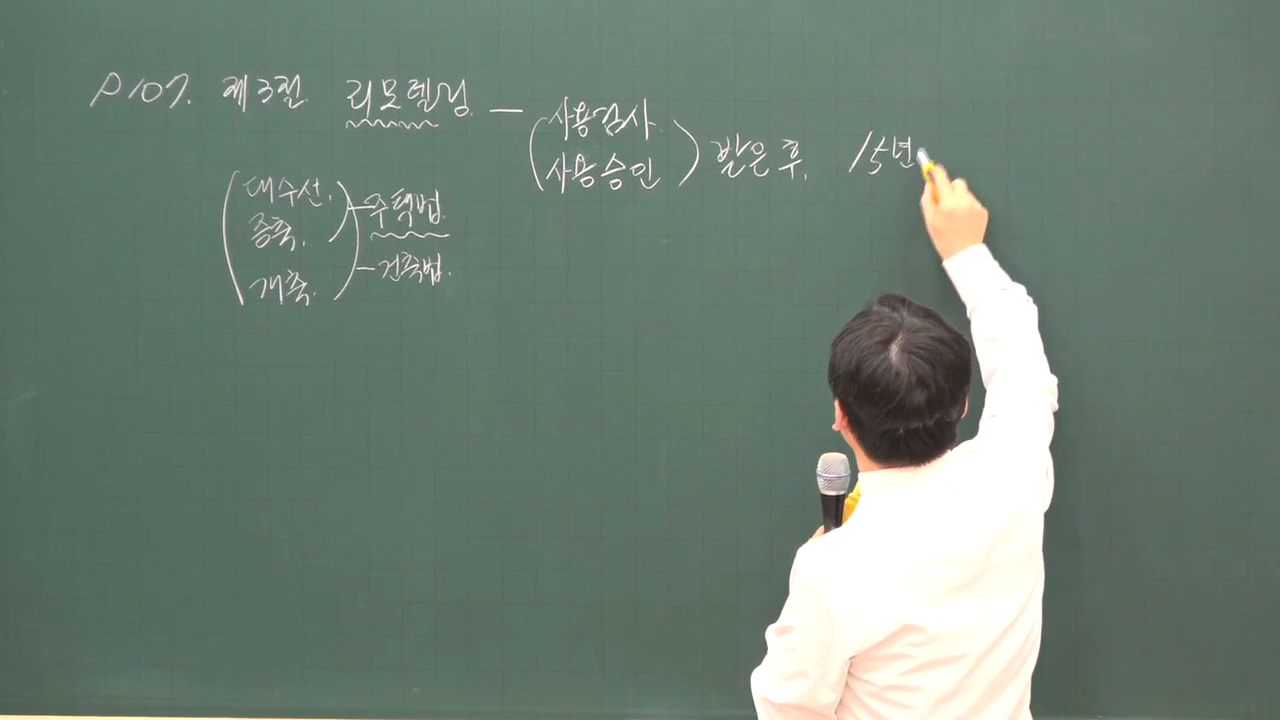 P 107. 제3절 리모델링 — (사용검사
사용승인) 받은 후, 15년
(대수선,
증축,) — 주택법.
개축.) — 건축법.